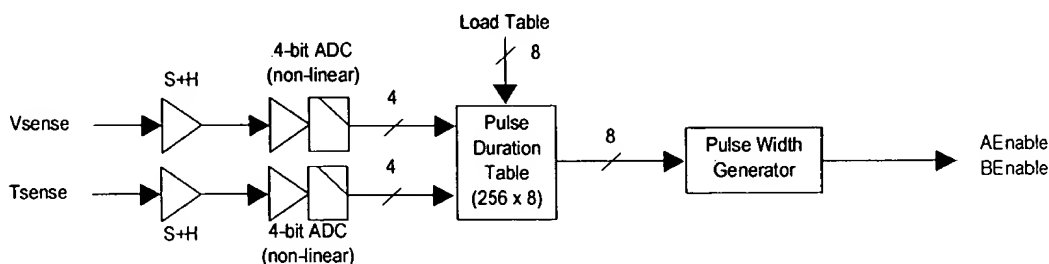 Load Table
8
4-bit ADC
(non-linear)
S+H
4
Vsense
Pulse
Duration
Table
(256 x 8)
8
Pulse Width
Generator
AEnable
BEnable
4
Tsense
S+H
4-bit ADC
(non-linear)